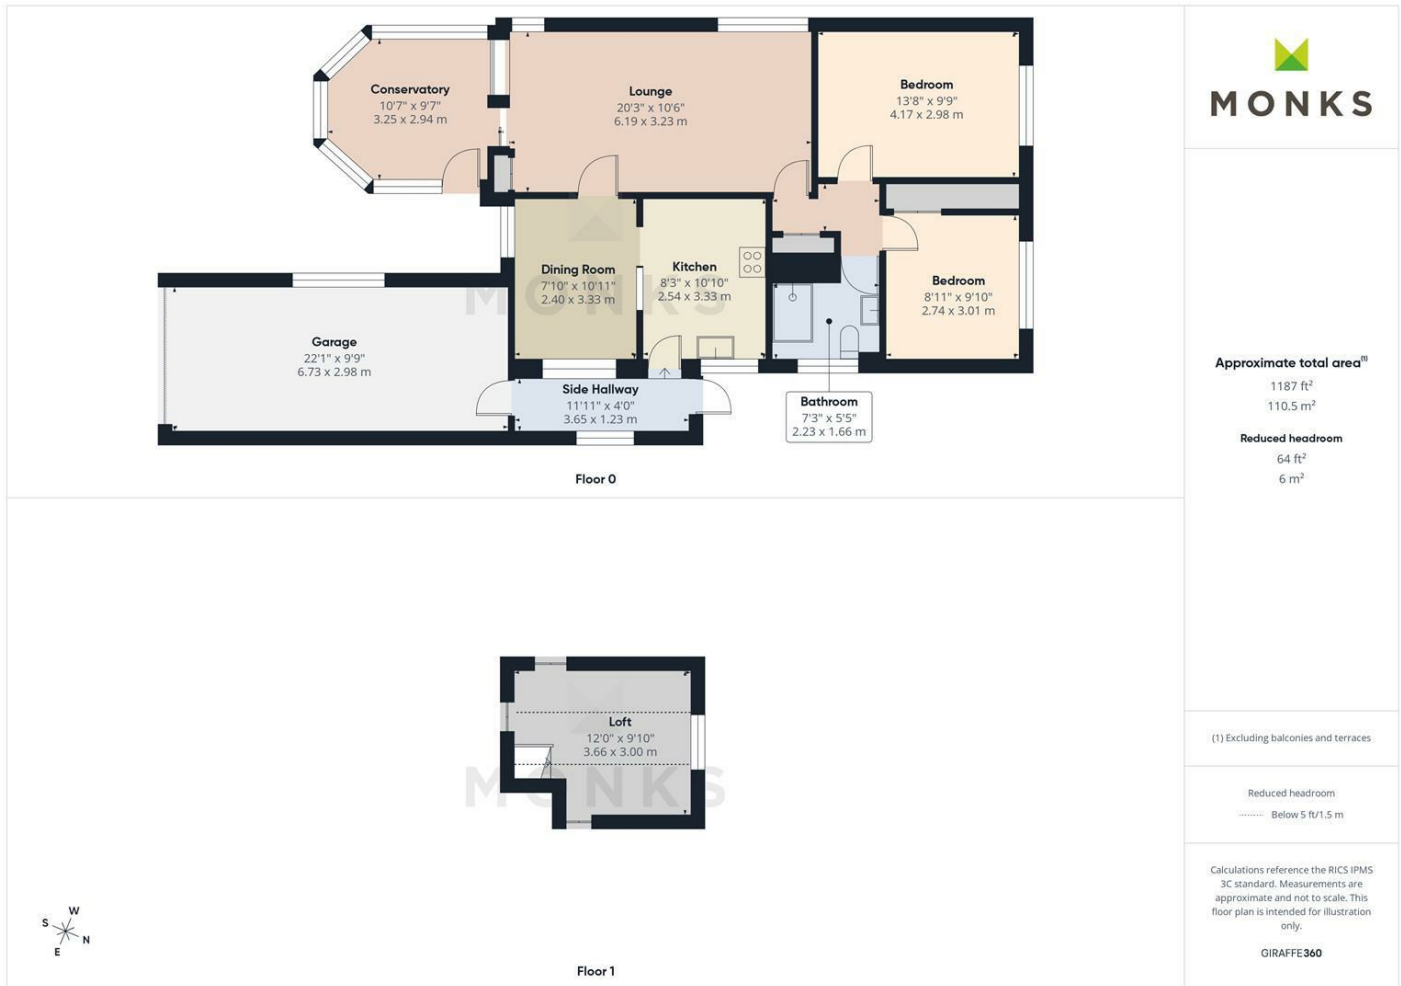 Conservatory
10'7" x 9'7"
3.25 x 2.94 m
Lounge
20'3" x 10'6"
6.19 x 3.23 m
Bedroom
13'8" x 9'9"
4.17 x 2.98 m
Dining Room
7'10" x 10'11"
2.40 x 3.33 m
Kitchen
8'3" x 10'10"
2.54 x 3.33 m
Bedroom
8'11" x 9'10"
2.74 x 3.01 m
MONKS
Garage
22'1" x 9'9"
6.73 x 2.98 m
Side Hallway
11'11" x 4'0"
3.65 x 1.23 m
Bathroom
7'3" x 5'5"
2.23 x 1.66 m
Floor 0
Loft
12'0" x 9'10"
3.66 x 3.00 m
MONKS
W
S
N
E
Floor 1
MONKS
Approximate total area(1)
1187 ft²
110.5 m²
Reduced headroom
64 ft²
6 m²
(1) Excluding balconies and terraces
Reduced headroom
Below 5 ft/1.5 m
Calculations reference the RICS IPMS
3C standard. Measurements are
approximate and not to scale. This
floor plan is intended for illustration
only.
GIRAFFE360